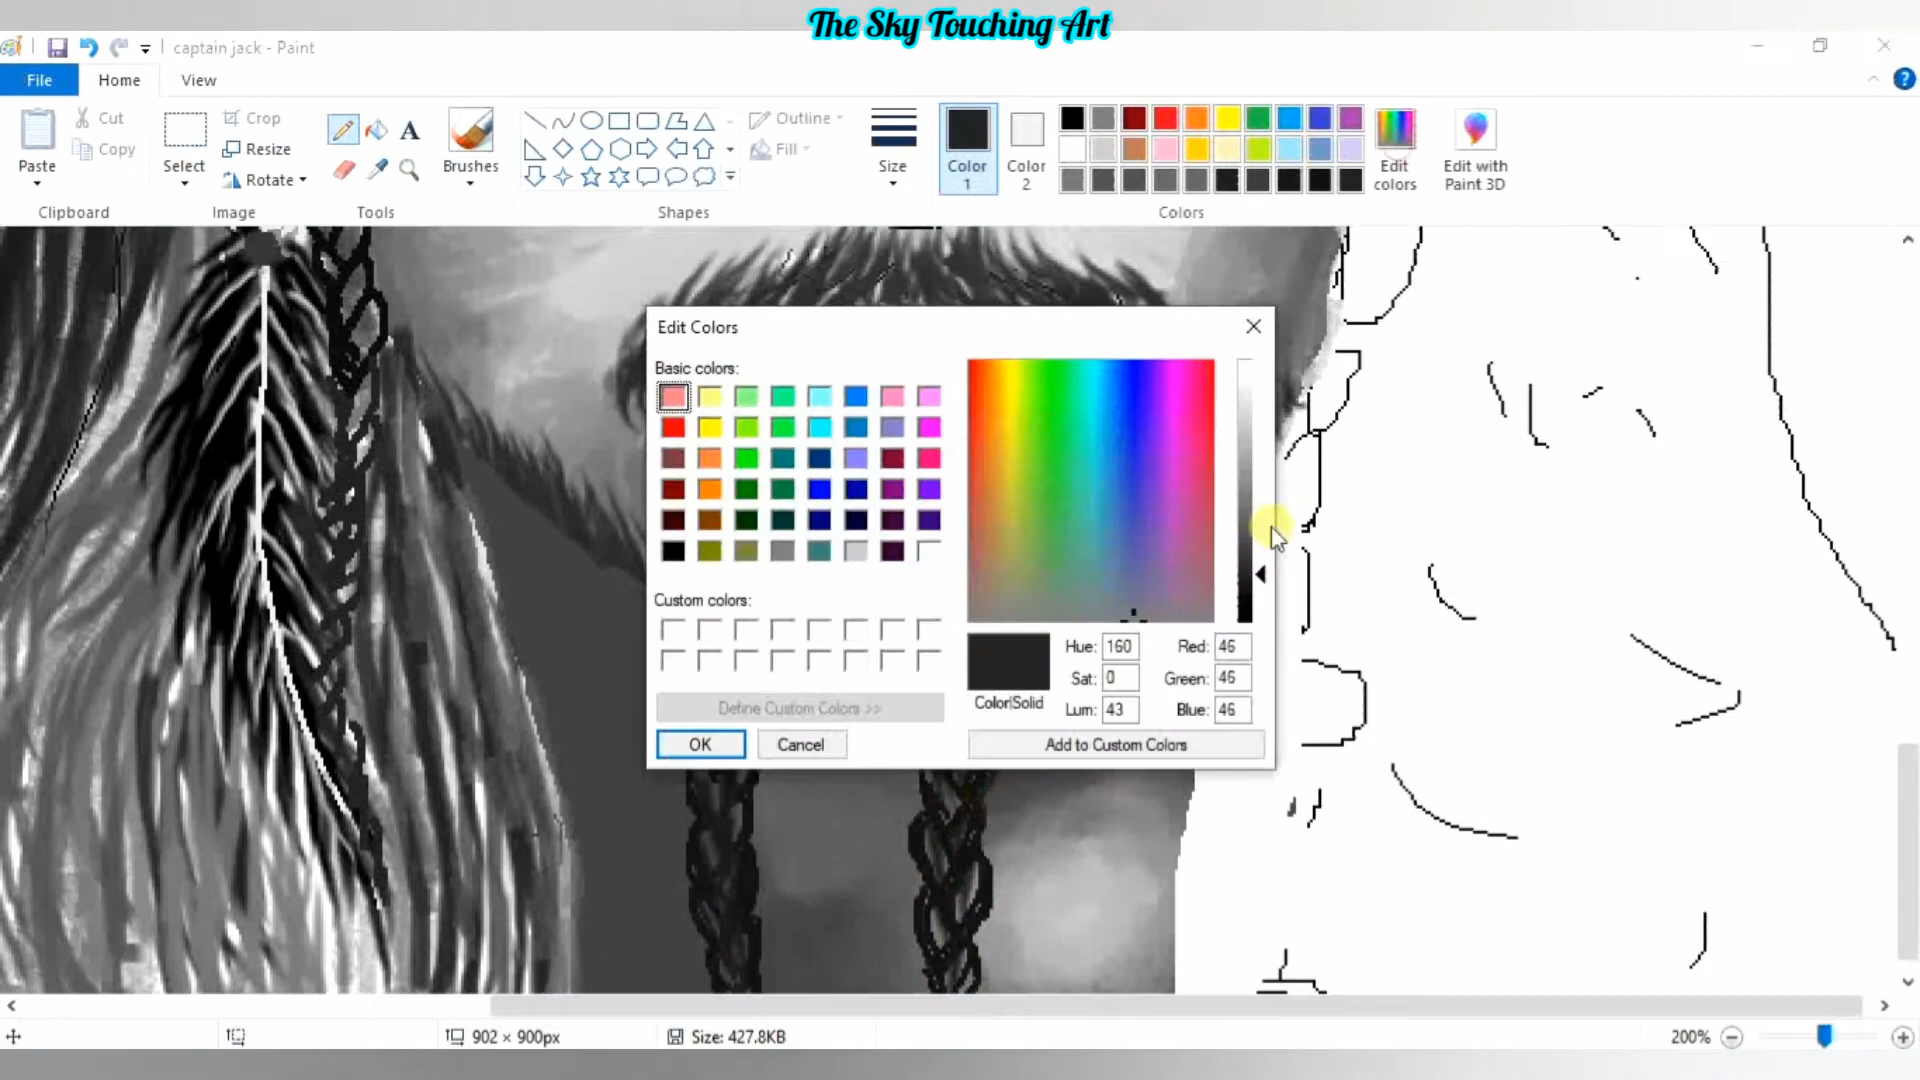 The Sky Touching Art
captain jack - Paint
File
Home
View
Paste
Cut
Copy
Clipboard
Select
Crop
Resize
Rotate
Image
A
Tools
Brushes
Shapes
Outline
Fill
Size
Color
1
Color
2
Edit
colors
Edit with
Paint 3D
Colors
Edit Colors
Basic colors:
Custom colors:
Define Custom Colors >>
OK
Cancel
Color|Solid
Hue: 160
Sat: 0
Lum: 43
Red: 46
Green: 46
Blue: 46
Add to Custom Colors
902 × 900px
Size: 427.8KB
200%